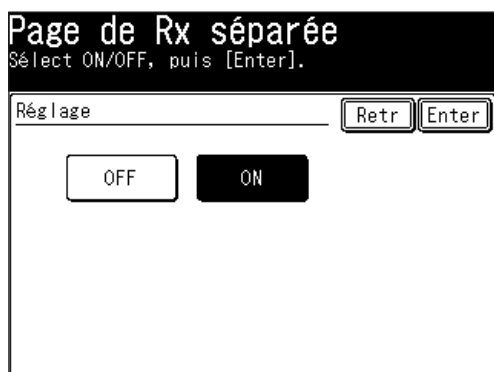 Page de Rx séparée
Sélect ON/OFF, puis [Enter].
Réglage Retr Enter
OFF ON